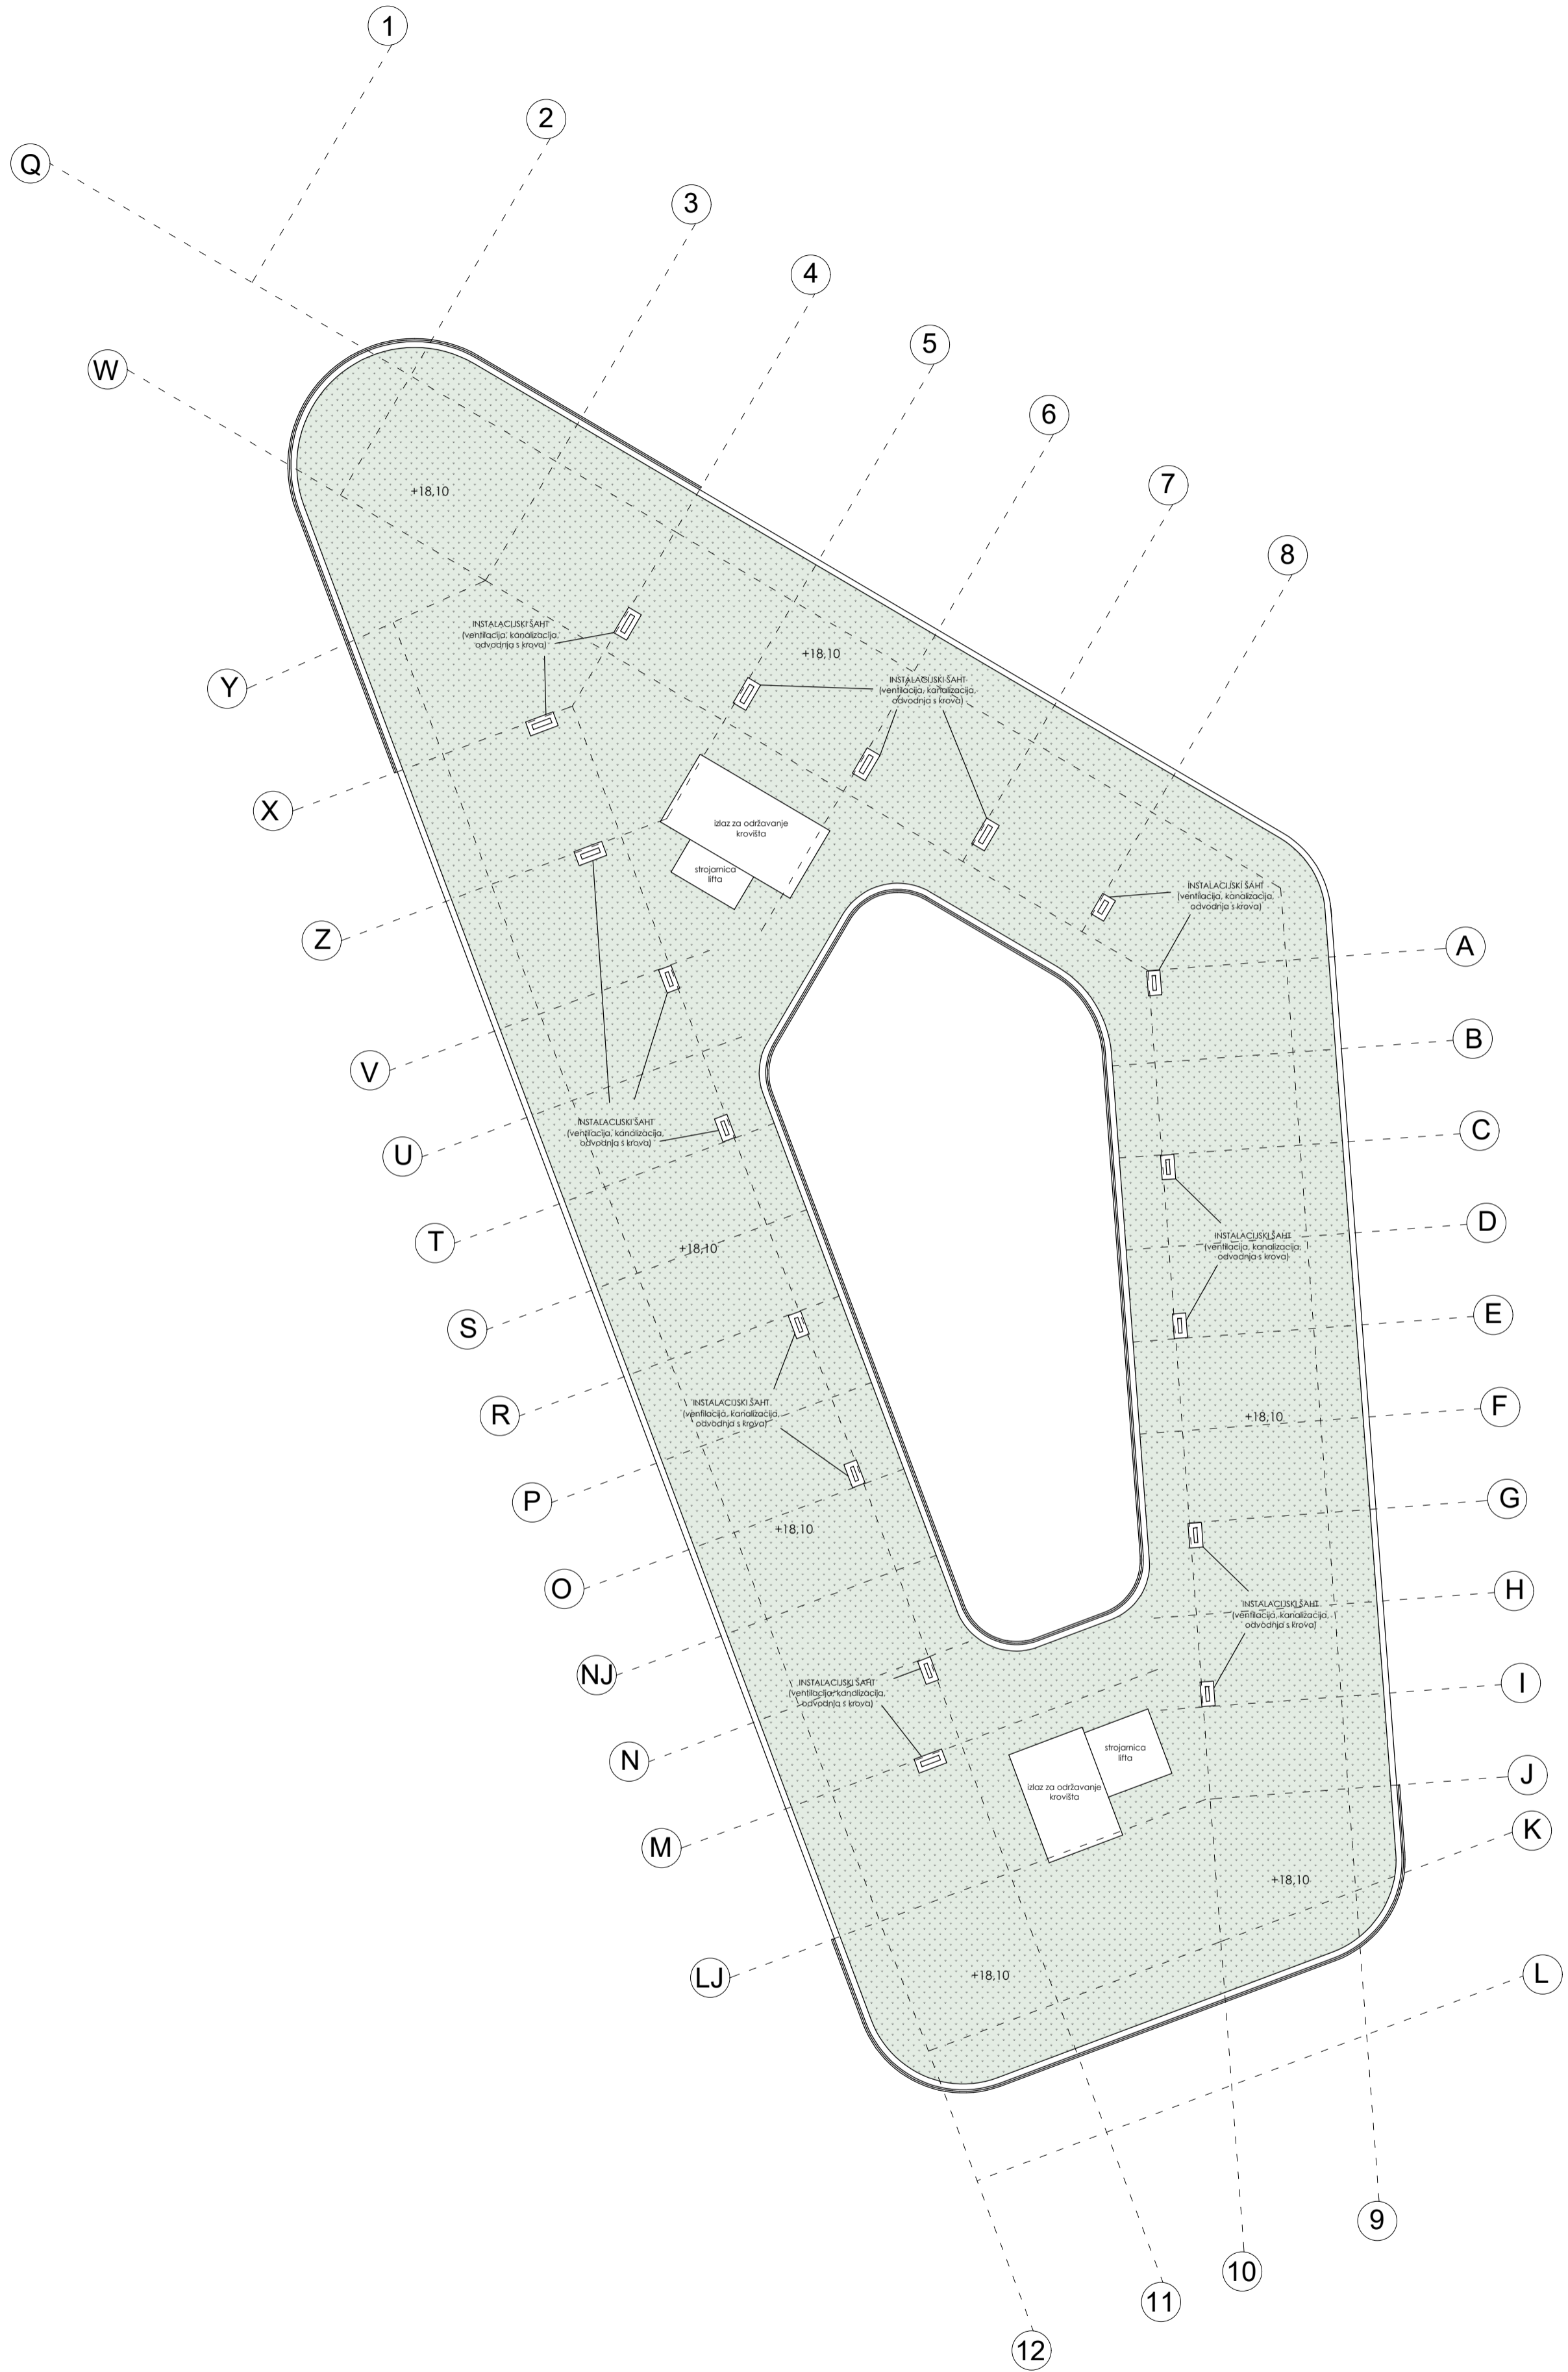 1
2
Q
3
4
5
W
6
7
+18,10
8
INSTALACIJSKI ŠAHT
(ventilacija, kanalizacija,
odvodnja s krova)
+18,10
Y
INSTALACIJSKI ŠAHT
(ventilacija, kanalizacija,
odvodnja s krova)
X
izlaz za održavanje
krovišta
strojarnica
lifta
INSTALACIJSKI ŠAHT
(ventilacija, kanalizacija,
odvodnja s krova)
Z
A
B
V
INSTALACIJSKI ŠAHT
(ventilacija, kanalizacija,
odvodnja s krova)
C
U
D
T
+18,10
INSTALACIJSKI ŠAHT
(ventilacija, kanalizacija,
odvodnja s krova)
E
S
INSTALACIJSKI ŠAHT
(ventilacija, kanalizacija,
odvodnja s krova)
F
R
+18,10
G
P
+18,10
O
H
INSTALACIJSKI ŠAHT
(ventilacija, kanalizacija,
odvodnja s krova)
NJ
I
INSTALACIJSKI ŠAHT
(ventilacija, kanalizacija,
odvodnja s krova)
N
strojarnica
lifta
J
izlaz za održavanje
krovišta
K
M
+18,10
L
LJ
+18,10
9
10
11
12